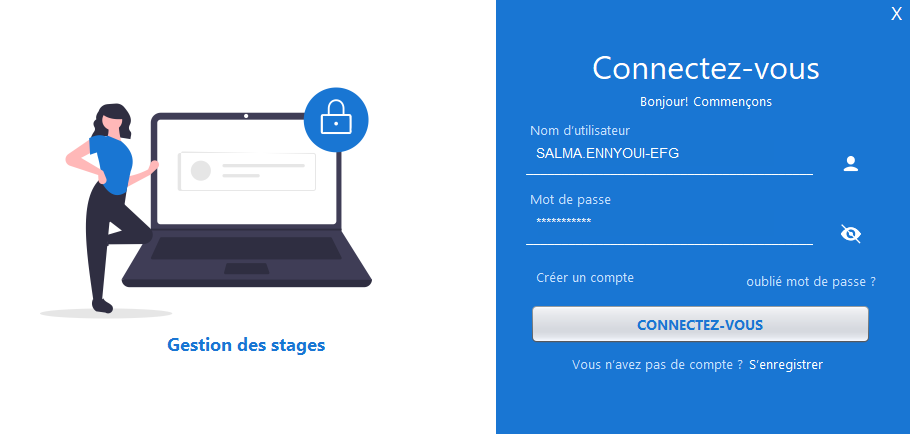 X
Connectez-vous
Bonjour! Commençons
Nom d'utilisateur
SALMA.ENNYOUI-EFG
Mot de passe
***********
Créer un compte
oublié mot de passe ?
CONNECTEZ-VOUS
Vous n'avez pas de compte ? S'enregistrer
Gestion des stages